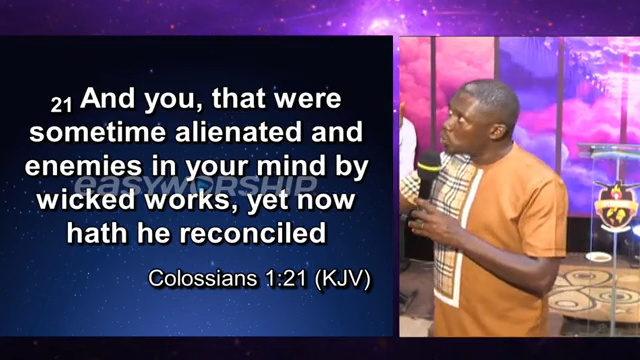 21 And you, that were
sometime alienated and
enemies in your mind by
easyworship
wicked works, yet now
hath he reconciled
Colossians 1:21 (KJV)